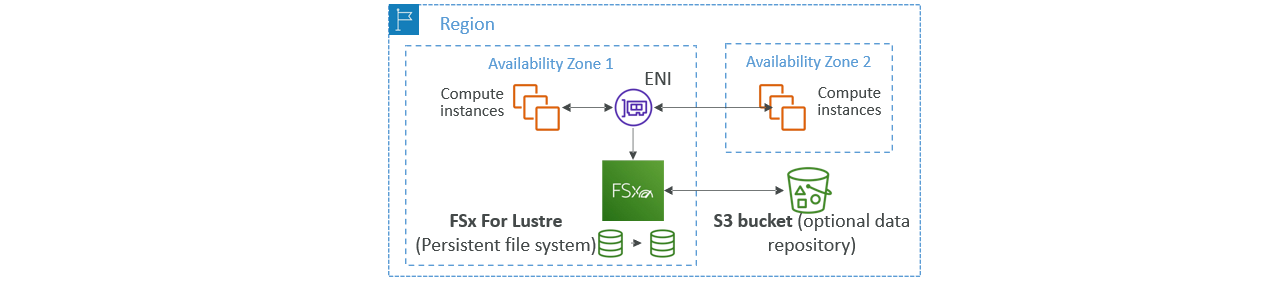 Region
Availability Zone 1
Availability Zone 2
ENI
Compute
instances
Compute
instances
FSx
FSx For Lustre
(Persistent file system)
S3 bucket (optional data
repository)